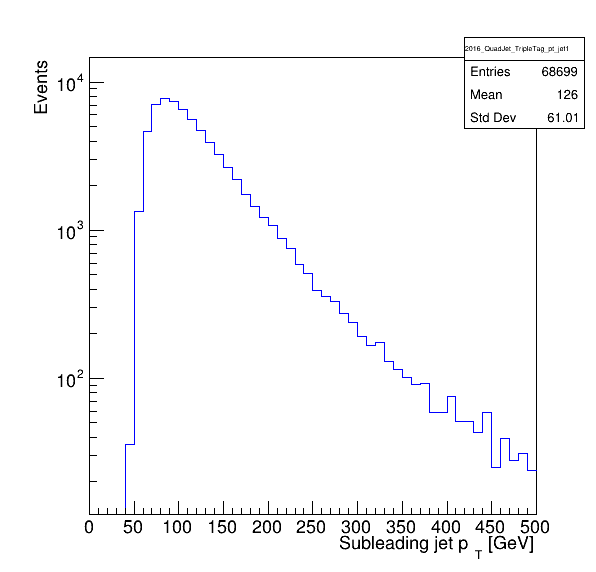 2016_QuadJet_TripleTag_pt_jet1
Entries 68699
Mean 126
Std Dev 61.01
Events
10^4
10^3
10^2
0 50 100 150 200 250 300 350 400 450 500
Subleading jet p_T [GeV]